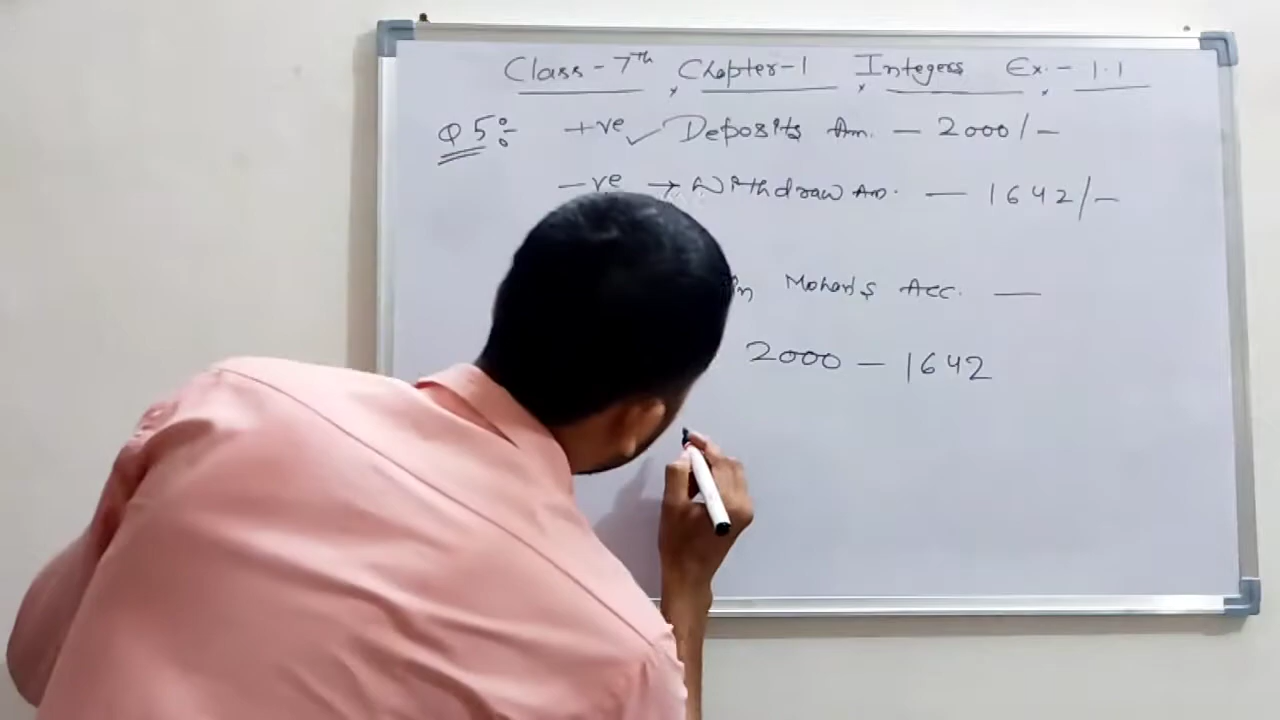 Class - 7th Chapter-1 Integers Ex. - 1.1
Q5:- +ve ✓ Deposits Am. — 2000/-
-ve → Withdraw Am. — 1642/-
in Mohan's Acc. —
2000 - 1642